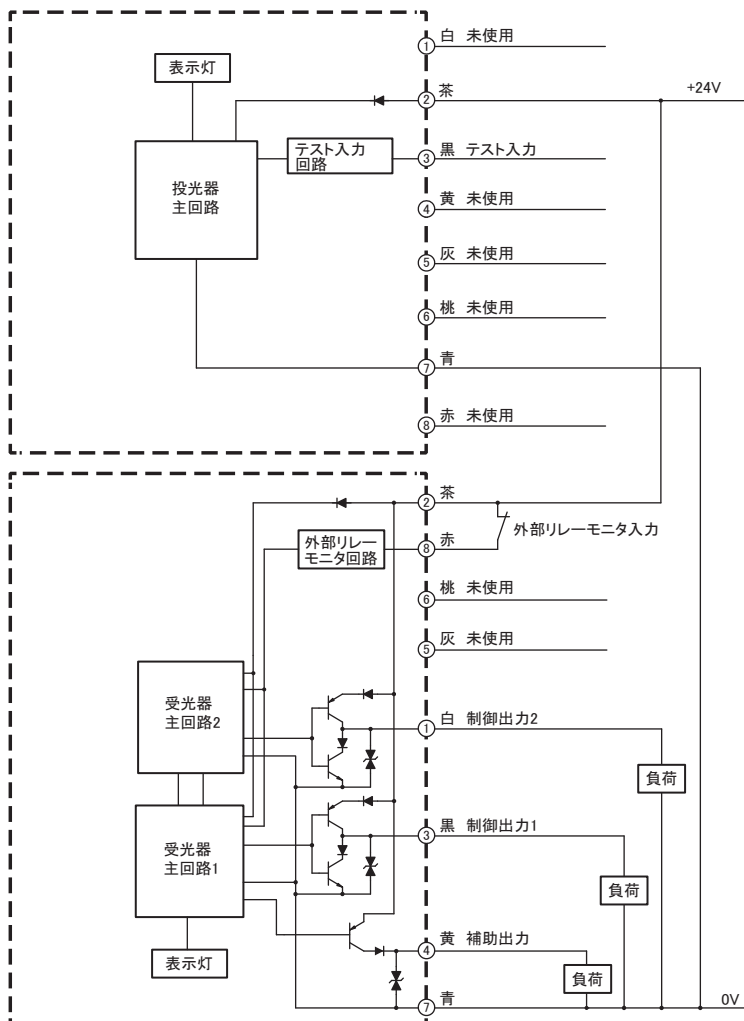 ① 白 未使用
表示灯
② 茶
+24V
テスト入力
回路
③ 黒 テスト入力
投光器
主回路
④ 黄 未使用
⑤ 灰 未使用
⑥ 桃 未使用
⑦ 青
⑧ 赤 未使用
② 茶
外部リレーモニタ入力
外部リレー
モニタ回路
⑧ 赤
⑥ 桃 未使用
⑤ 灰 未使用
受光器
主回路2
① 白 制御出力2
負荷
受光器
主回路1
③ 黒 制御出力1
負荷
④ 黄 補助出力
表示灯
負荷
⑦ 青
0V